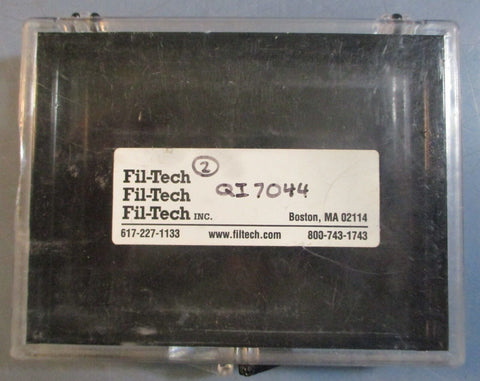 Fil-Tech ②
Fil-Tech QI7044
Fil-Tech INC. Boston, MA 02114
617-227-1133 www.filtech.com 800-743-1743